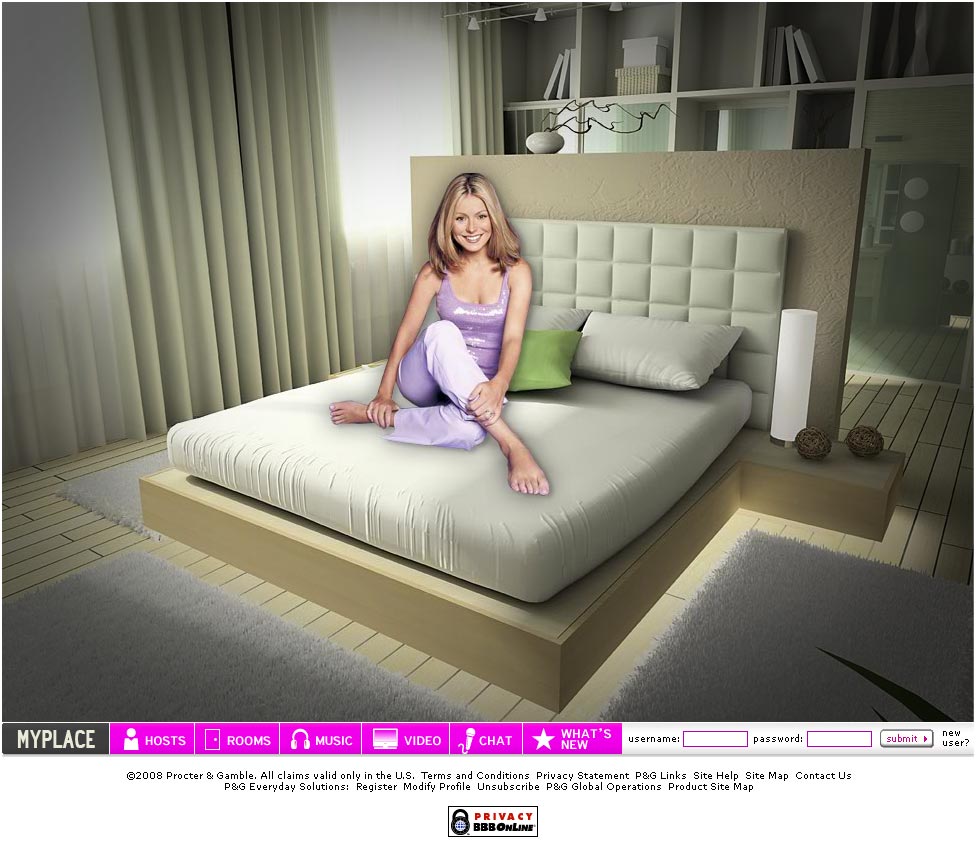 MYPLACE HOSTS ROOMS MUSIC VIDEO CHAT WHAT'S NEW username: password: submit new user?
©2008 Procter & Gamble. All claims valid only in the U.S. Terms and Conditions Privacy Statement P&G Links Site Help Site Map Contact Us
P&G Everyday Solutions: Register Modify Profile Unsubscribe P&G Global Operations Product Site Map
PRIVACY
BBBONLINE